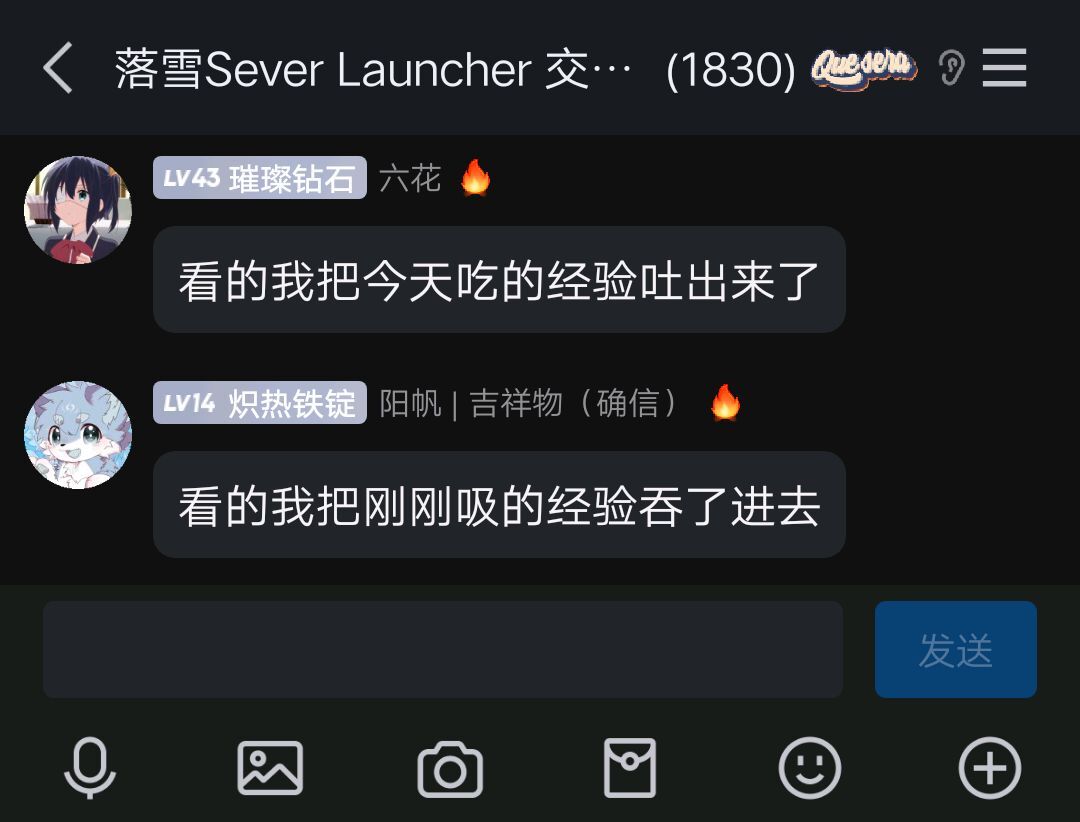 落雪Sever Launcher 交… (1830) Que sera
LV43 璀璨钻石 六花
看的我把今天吃的经验吐出来了
LV14 炽热铁锭 阳帆 | 吉祥物（确信）
看的我把刚刚吸的经验吞了进去
发送